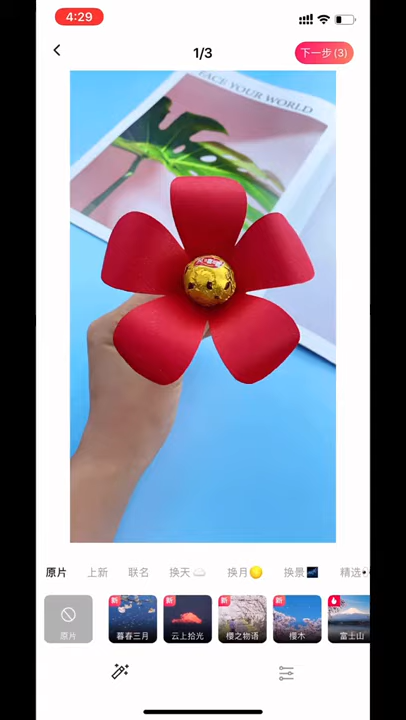 4:29
1/3
下一步 (3)
FACE YOUR WORLD
原片
上新
联名
换天
换月
换景
精选
原片
新
暮春三月
新
云上拾光
新
樱之物语
新
樱木
富士山